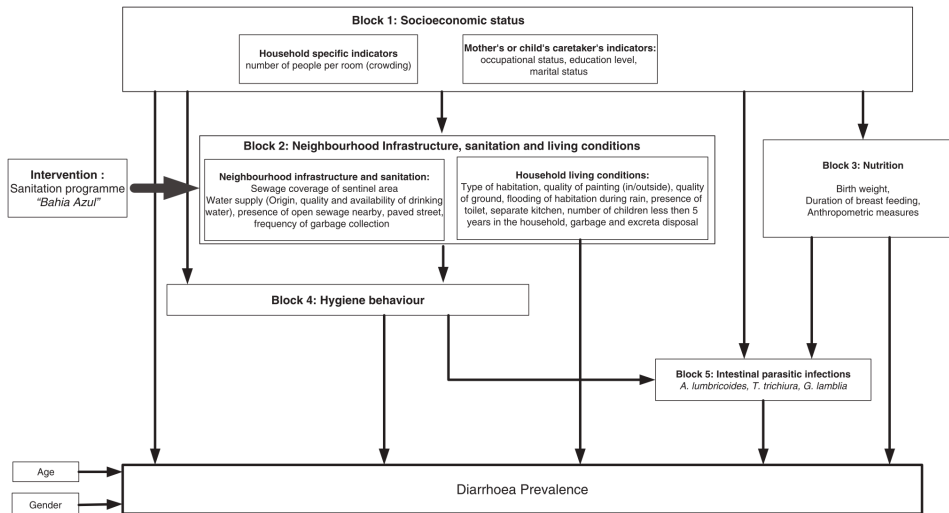 Block 1: Socioeconomic status
Household specific indicators
number of people per room (crowding)
Mother's or child's caretaker's indicators:
occupational status, education level,
marital status
Intervention :
Sanitation programme
"Bahia Azul"
Block 2: Neighbourhood Infrastructure, sanitation and living conditions
Neighbourhood infrastructure and sanitation:
Sewage coverage of sentinel area
Water supply (Origin, quality and availability of drinking
water), presence of open sewage nearby, paved street,
frequency of garbage collection
Household living conditions:
Type of habitation, quality of painting (in/outside), quality
of ground, flooding of habitation during rain, presence of
toilet, separate kitchen, number of children less then 5
years in the household, garbage and excreta disposal
Block 3: Nutrition
Birth weight,
Duration of breast feeding,
Anthropometric measures
Block 4: Hygiene behaviour
Block 5: Intestinal parasitic infections
A. lumbricoides, T. trichiura, G. lamblia
Age
Gender
Diarrhoea Prevalence